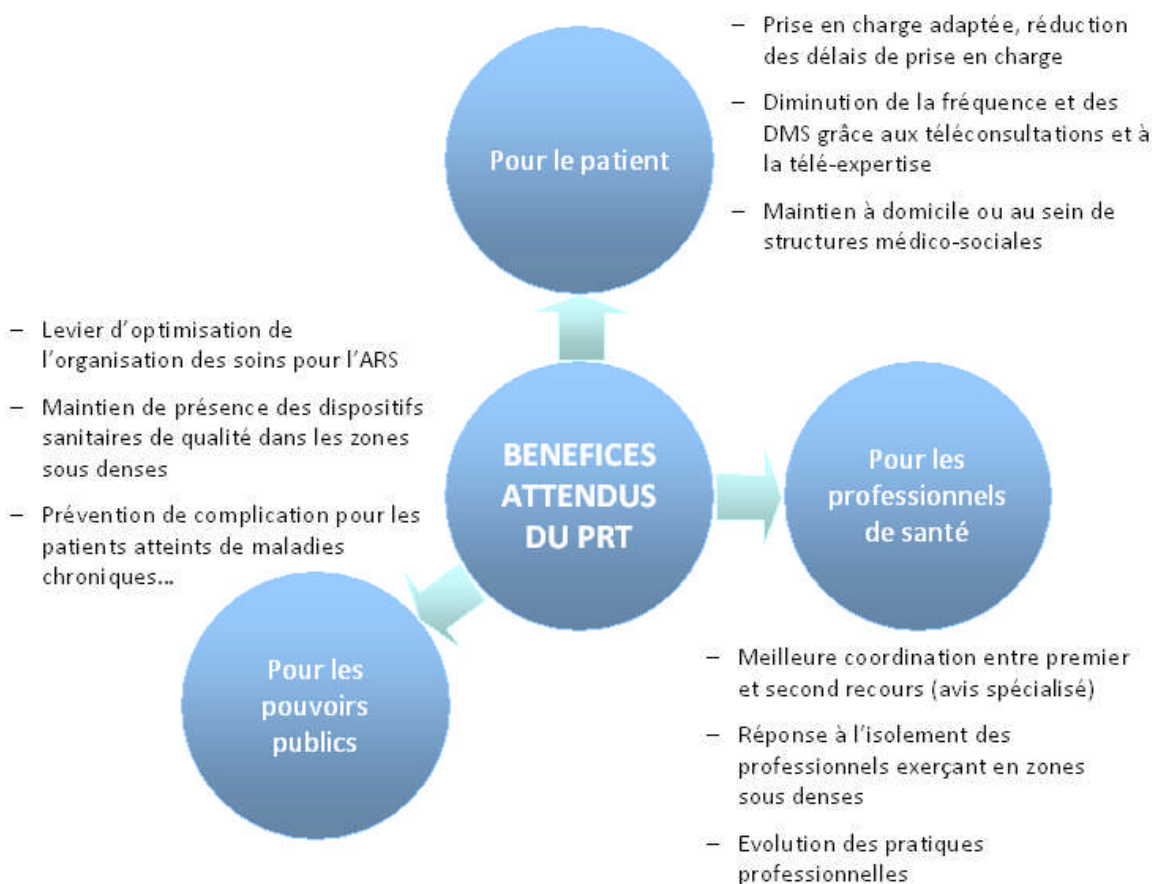 – Prise en charge adaptée, réduction
des délais de prise en charge
– Diminution de la fréquence et des
DMS grâce aux téléconsultations et à
la télé-expertise
– Maintien à domicile ou au sein de
structures médico-sociales
Pour le patient
– Levier d'optimisation de
l'organisation des soins pour l'ARS
– Maintien de présence des dispositifs
sanitaires de qualité dans les zones
sous denses
– Prévention de complication pour les
patients atteints de maladies
chroniques...
BENEFICES
ATTENDUS
DU PRT
Pour les
professionnels
de santé
Pour les
pouvoirs
publics
– Meilleure coordination entre premier
et second recours (avis spécialisé)
– Réponse à l'isolement des
professionnels exerçant en zones
sous denses
– Evolution des pratiques
professionnelles